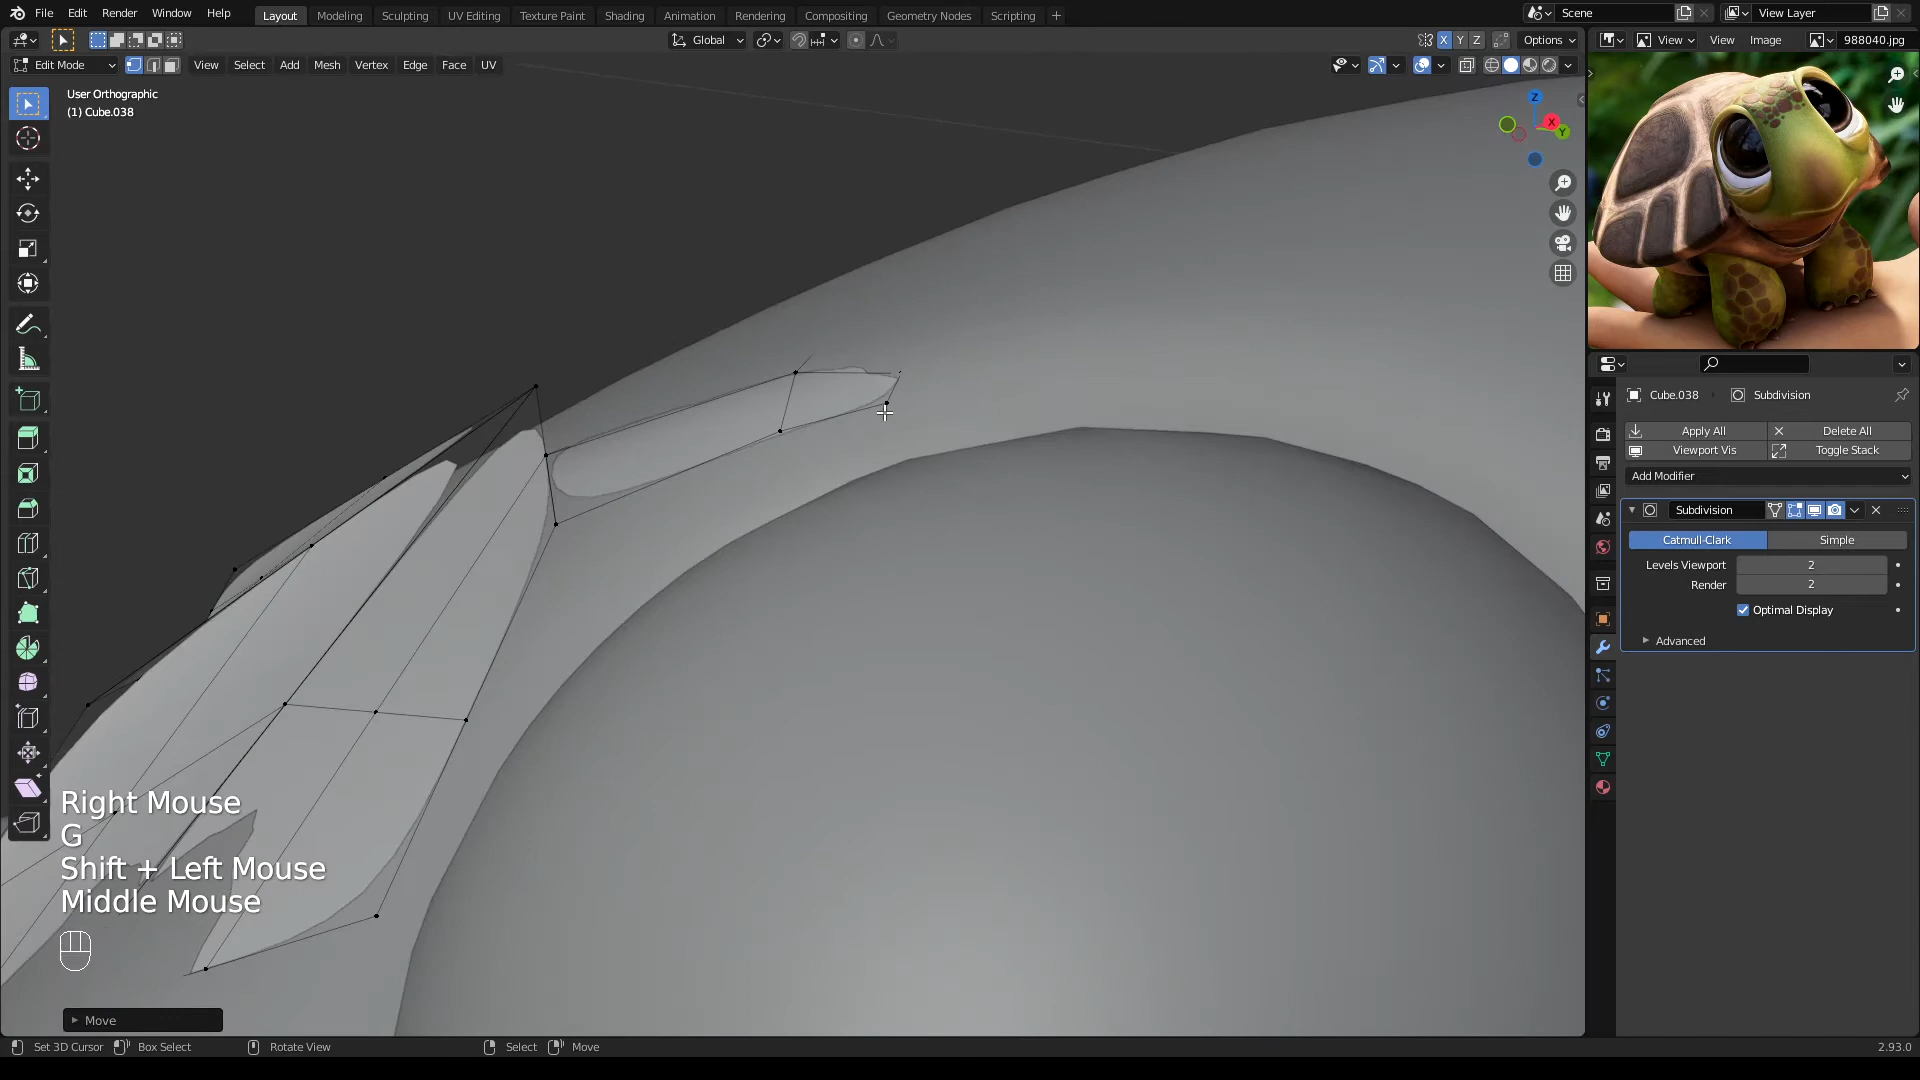 File Edit Render Window Help Layout Modeling Sculpting UV Editing Texture Paint Shading Animation Rendering Compositing Geometry Nodes Scripting + Scene View Layer
Global X Y Z Options View View Image 988040.jpg
Edit Mode View Select Add Mesh Vertex Edge Face UV
User Orthographic
(1) Cube.038
Z
X
Y
Cube.038 Subdivision
Apply All Delete All
Viewport Vis Toggle Stack
Add Modifier
Subdivision
Catmull-Clark Simple
Levels Viewport 2
Render 2
Optimal Display
Advanced
Right Mouse
G
Shift + Left Mouse
Middle Mouse
Move
Set 3D Cursor Box Select Rotate View Select Move 2.93.0